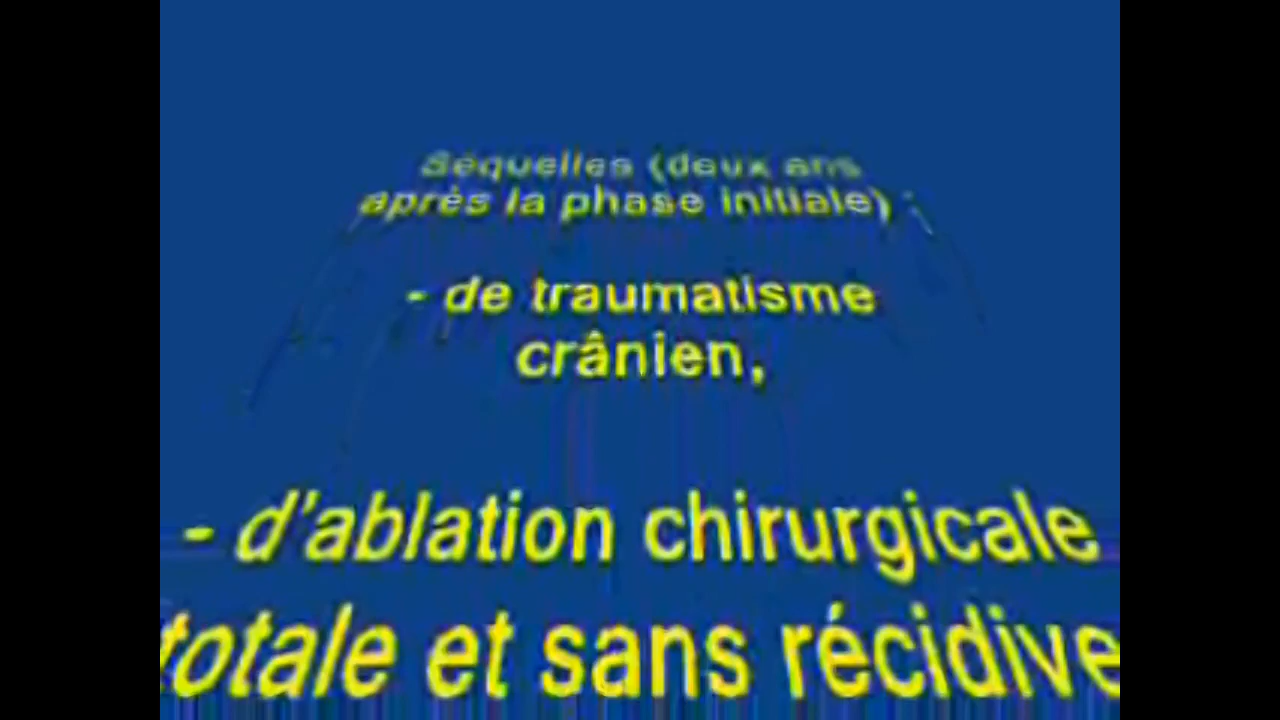 Séquelles (deux ans
après la phase initiale) :
- de traumatisme
crânien,
- d'ablation chirurgicale
totale et sans récidive